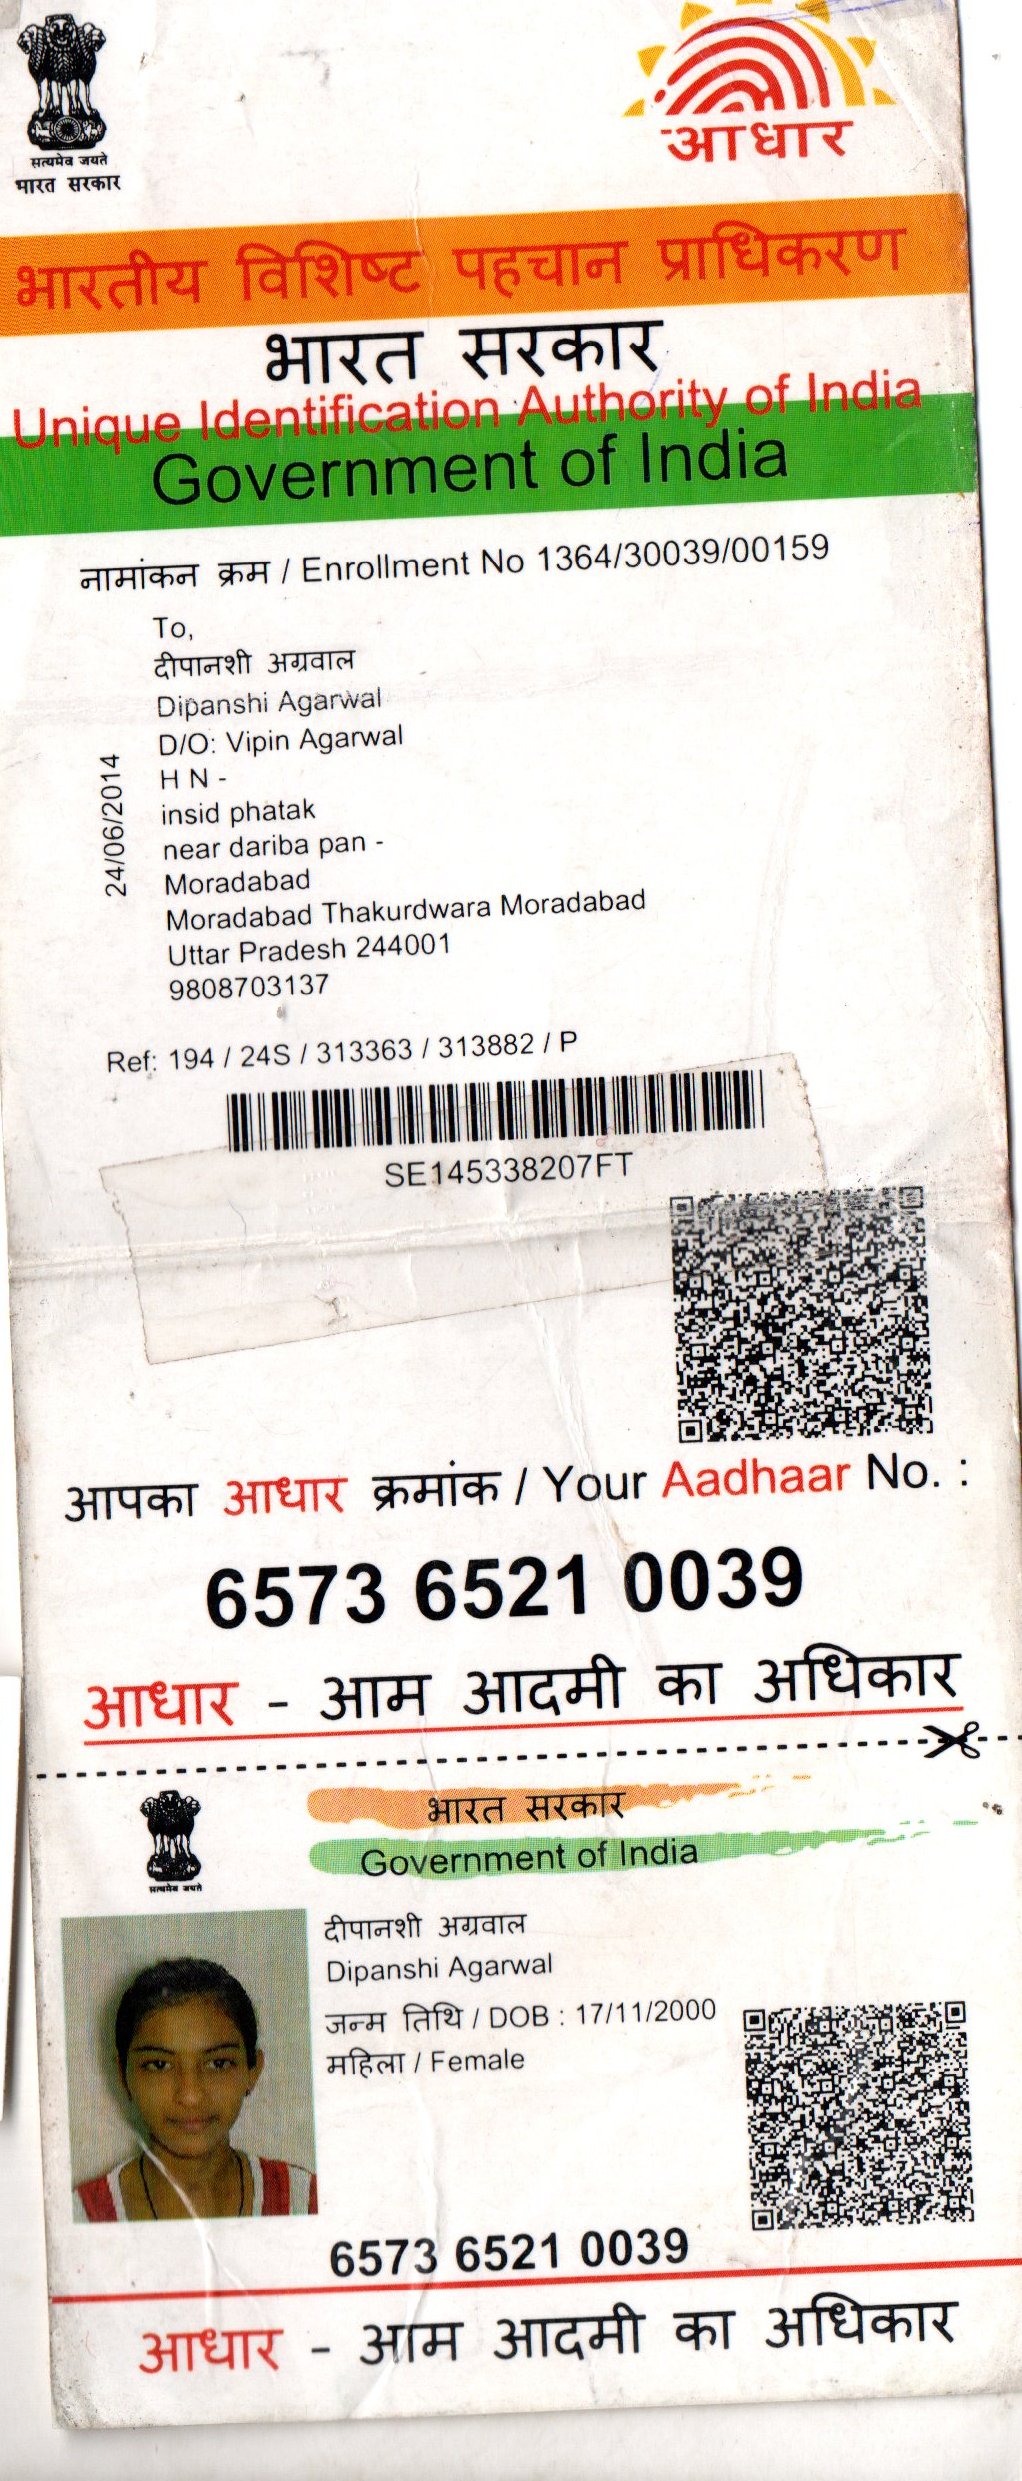 सत्यमेव जयते
भारत सरकार
आधार
भारतीय विशिष्ट पहचान प्राधिकरण
भारत सरकार
Unique Identification Authority of India
Government of India
नामांकन क्रम / Enrollment No 1364/30039/00159
To,
दीपानशी अग्रवाल
Dipanshi Agarwal
D/O: Vipin Agarwal
H N -
insid phatak
near dariba pan -
Moradabad
Moradabad Thakurdwara Moradabad
Uttar Pradesh 244001
9808703137
24/06/2014
Ref: 194 / 24S / 313363 / 313882 / P
SE145338207FT
आपका आधार क्रमांक / Your Aadhaar No. :
6573 6521 0039
आधार - आम आदमी का अधिकार
भारत सरकार
Government of India
सत्यमेव जयते
दीपानशी अग्रवाल
Dipanshi Agarwal
जन्म तिथि / DOB : 17/11/2000
महिला / Female
6573 6521 0039
आधार - आम आदमी का अधिकार